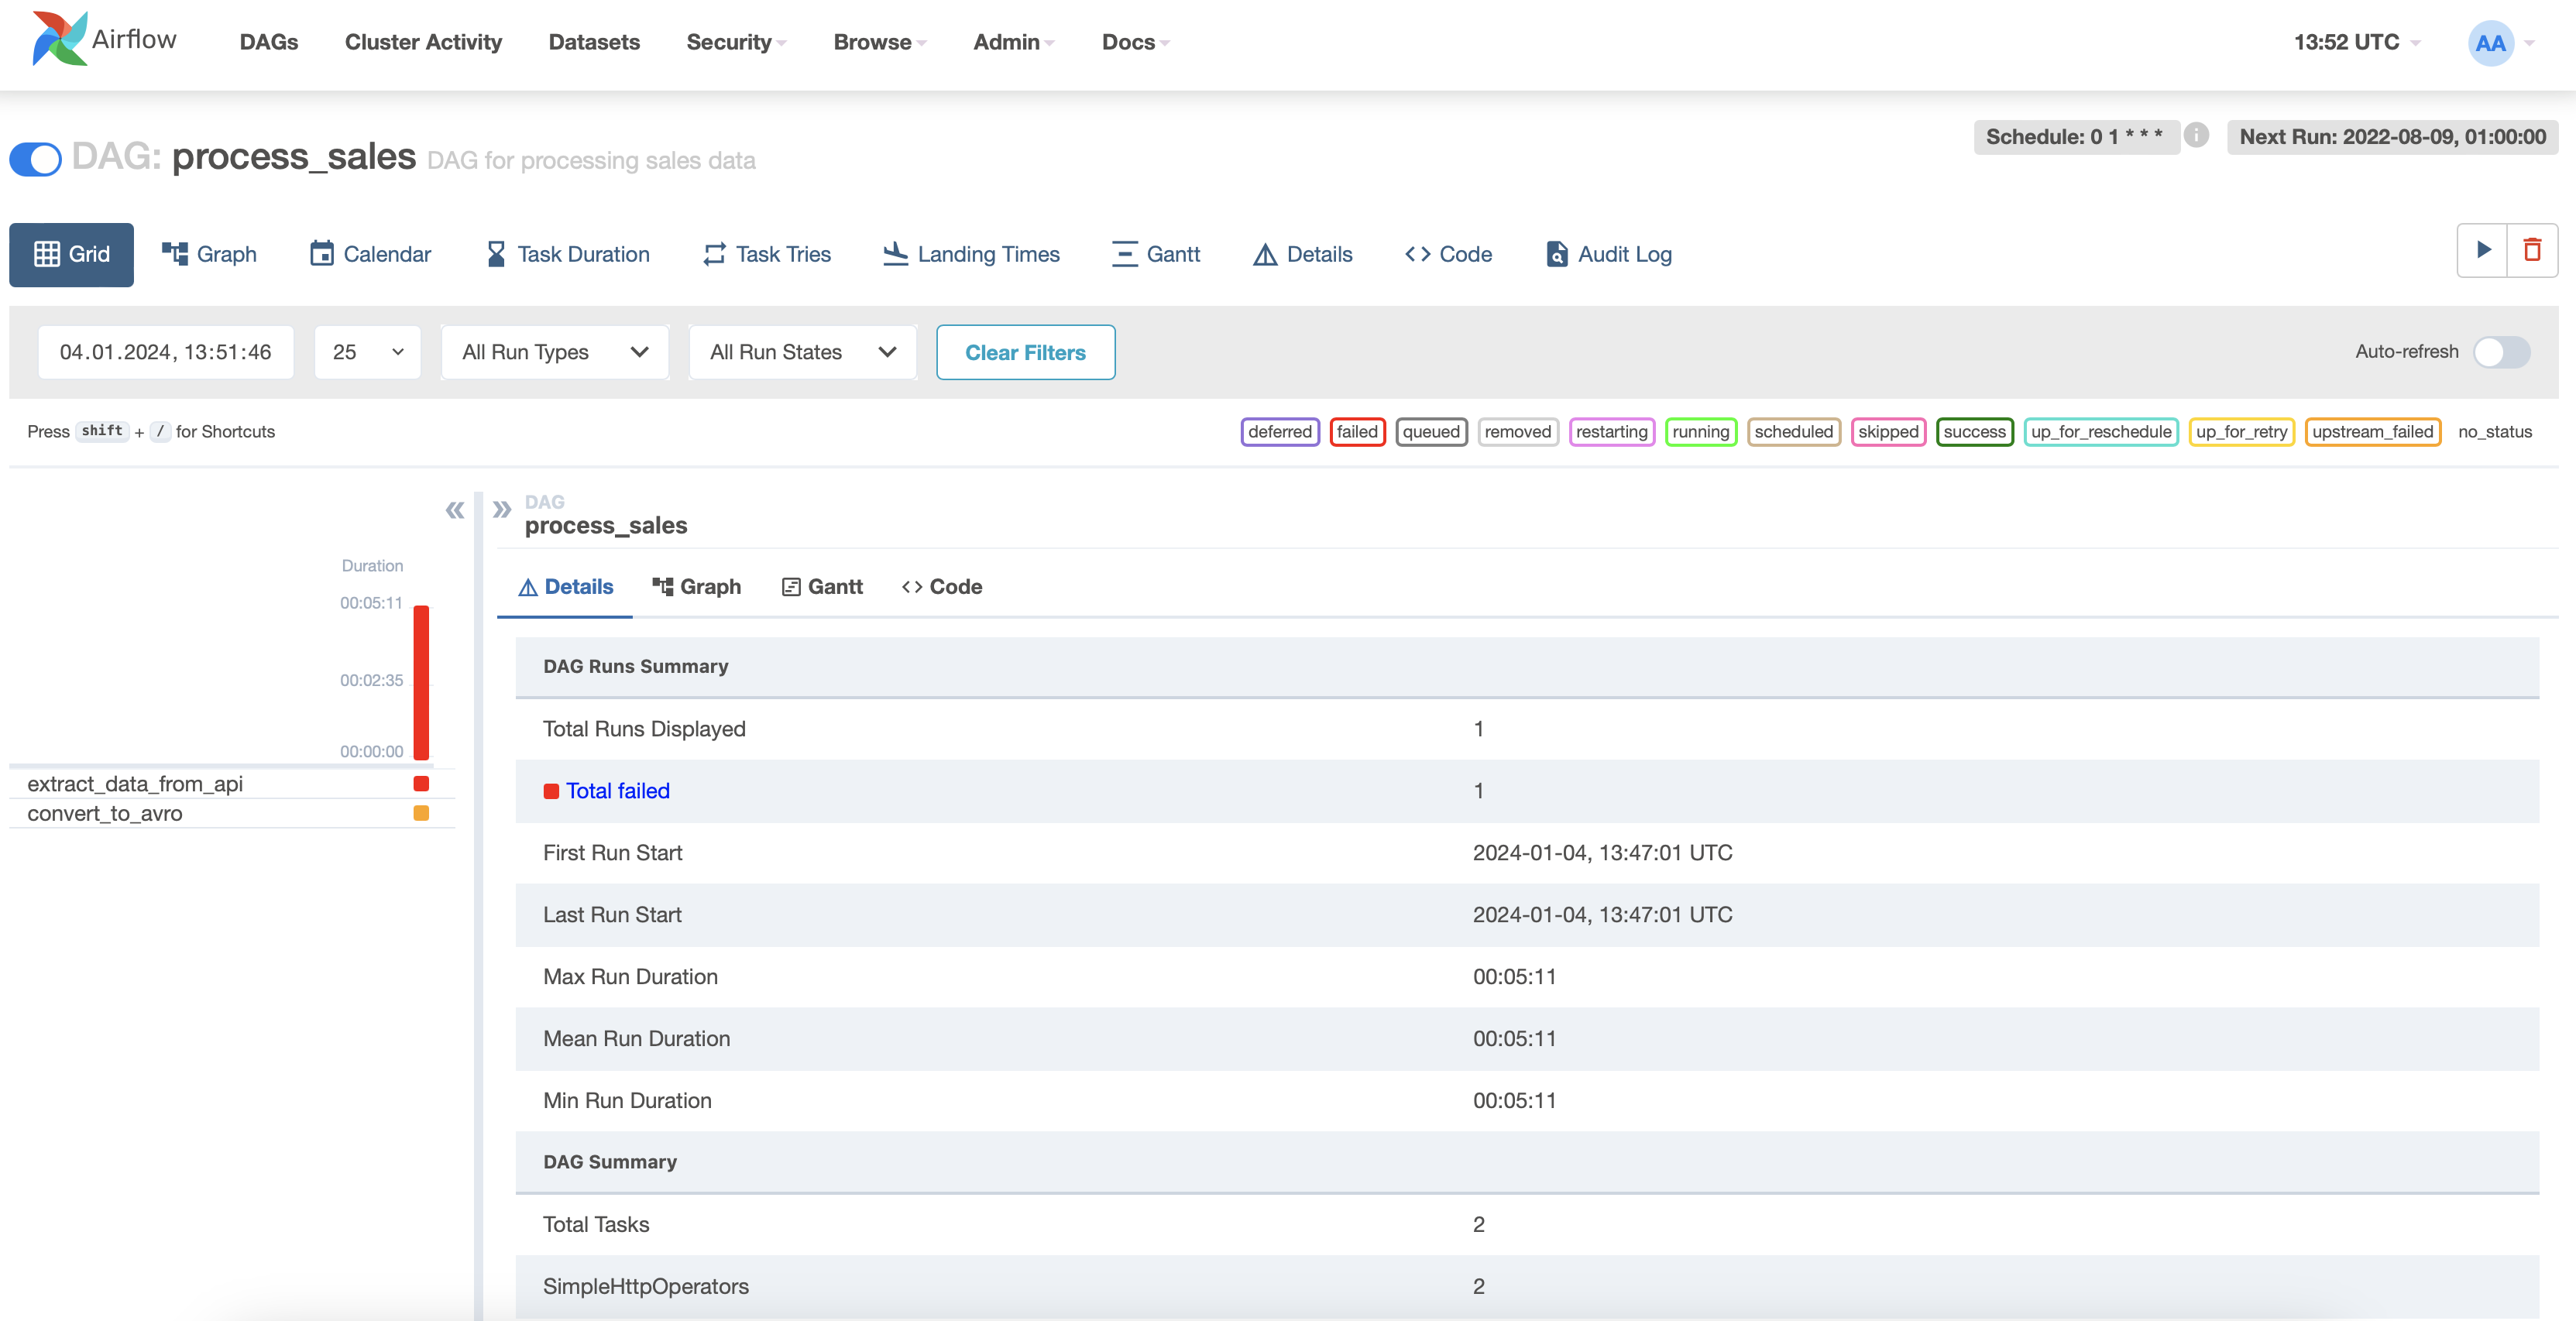 Airflow DAGs Cluster Activity Datasets Security Browse Admin Docs 13:52 UTC AA
Schedule: 0 1 * * * i Next Run: 2022-08-09, 01:00:00
DAG: process_sales DAG for processing sales data
Grid Graph Calendar Task Duration Task Tries Landing Times Gantt Details Code Audit Log
04.01.2024, 13:51:46 25 All Run Types All Run States Clear Filters Auto-refresh
Press shift + / for Shortcuts deferred failed queued removed restarting running scheduled skipped success up_for_reschedule up_for_retry upstream_failed no_status
Duration
00:05:11
00:02:35
00:00:00
extract_data_from_api
convert_to_avro
DAG
process_sales
Details Graph Gantt Code
DAG Runs Summary
Total Runs Displayed 1
Total failed 1
First Run Start 2024-01-04, 13:47:01 UTC
Last Run Start 2024-01-04, 13:47:01 UTC
Max Run Duration 00:05:11
Mean Run Duration 00:05:11
Min Run Duration 00:05:11
DAG Summary
Total Tasks 2
SimpleHttpOperators 2